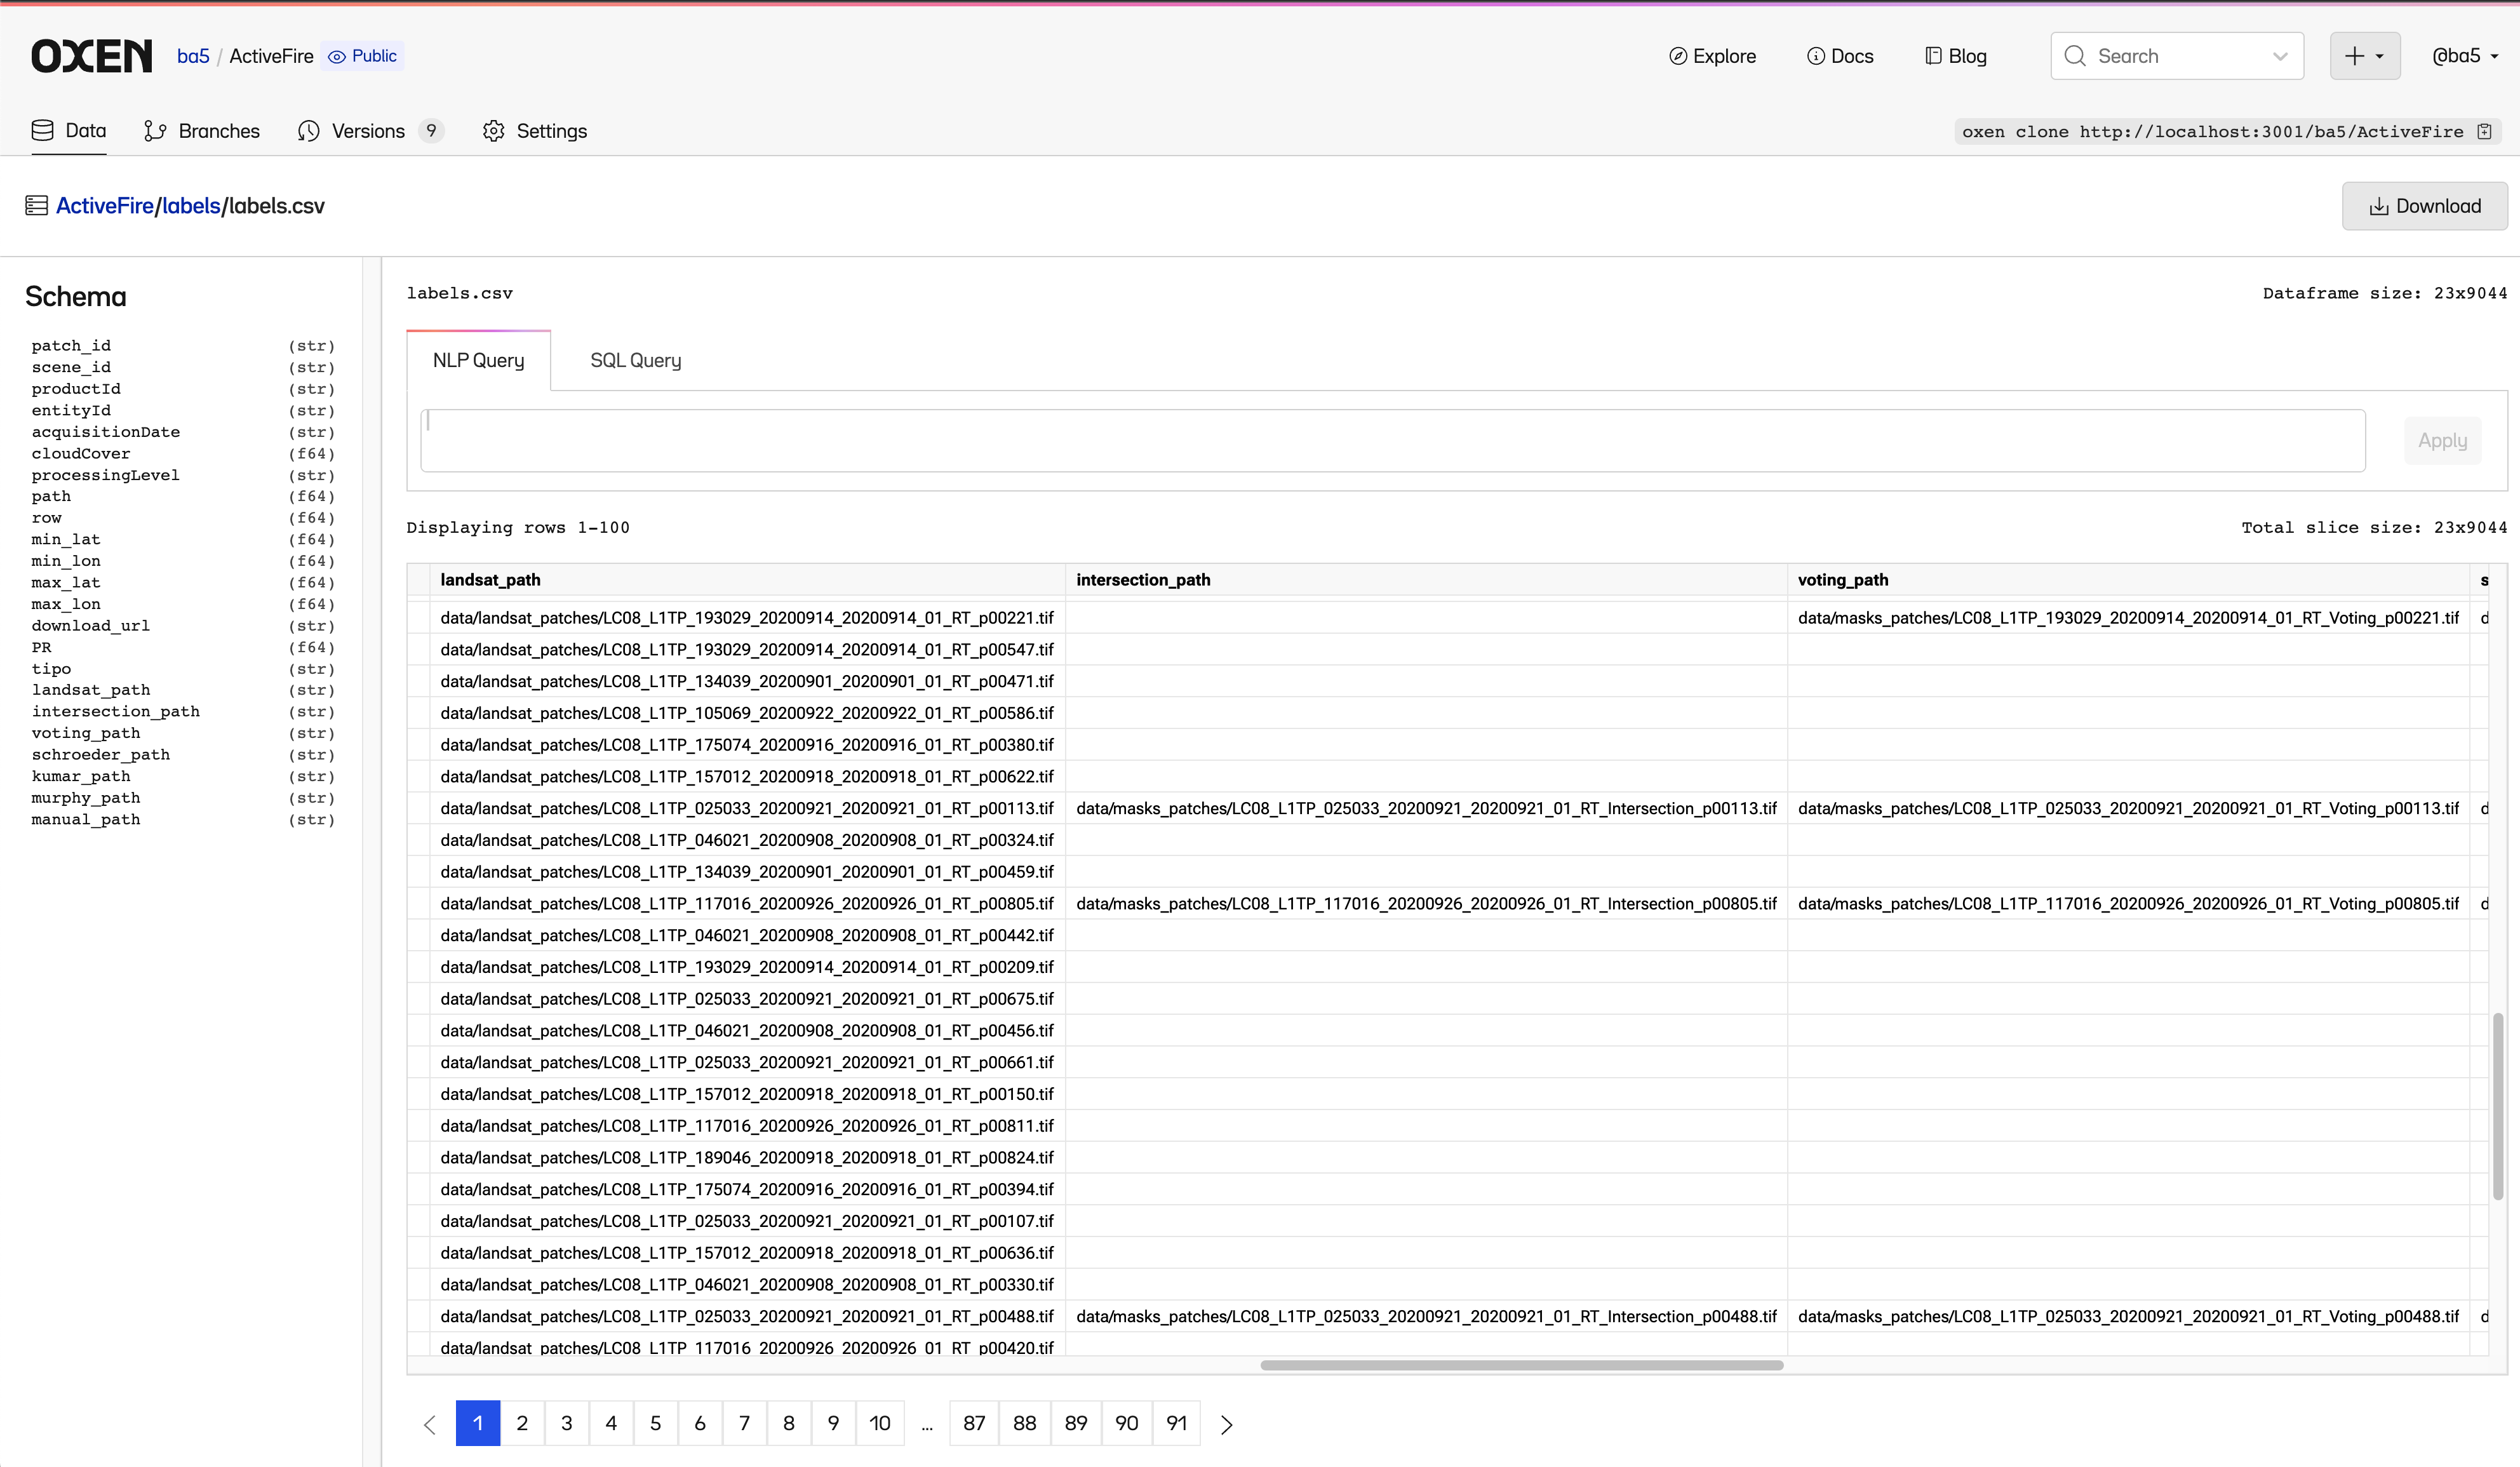 OXEN ba5 / ActiveFire Public Explore Docs Blog Search @ba5
Data Branches Versions 9 Settings oxen clone http://localhost:3001/ba5/ActiveFire
ActiveFire/labels/labels.csv Download
Schema
patch_id (str)
scene_id (str)
productId (str)
entityId (str)
acquisitionDate (str)
cloudCover (f64)
processingLevel (str)
path (f64)
row (f64)
min_lat (f64)
min_lon (f64)
max_lat (f64)
max_lon (f64)
download_url (str)
PR (f64)
tipo (str)
landsat_path (str)
intersection_path (str)
voting_path (str)
schroeder_path (str)
kumar_path (str)
murphy_path (str)
manual_path (str)
labels.csv Dataframe size: 23x9044
NLP Query SQL Query
Apply
Displaying rows 1-100 Total slice size: 23x9044
landsat_path intersection_path voting_path s
data/landsat_patches/LC08_L1TP_193029_20200914_20200914_01_RT_p00221.tif data/masks_patches/LC08_L1TP_193029_20200914_20200914_01_RT_Voting_p00221.tif d
data/landsat_patches/LC08_L1TP_193029_20200914_20200914_01_RT_p00547.tif
data/landsat_patches/LC08_L1TP_134039_20200901_20200901_01_RT_p00471.tif
data/landsat_patches/LC08_L1TP_105069_20200922_20200922_01_RT_p00586.tif
data/landsat_patches/LC08_L1TP_175074_20200916_20200916_01_RT_p00380.tif
data/landsat_patches/LC08_L1TP_157012_20200918_20200918_01_RT_p00622.tif
data/landsat_patches/LC08_L1TP_025033_20200921_20200921_01_RT_p00113.tif data/masks_patches/LC08_L1TP_025033_20200921_20200921_01_RT_Intersection_p00113.tif data/masks_patches/LC08_L1TP_025033_20200921_20200921_01_RT_Voting_p00113.tif d
data/landsat_patches/LC08_L1TP_046021_20200908_20200908_01_RT_p00324.tif
data/landsat_patches/LC08_L1TP_134039_20200901_20200901_01_RT_p00459.tif
data/landsat_patches/LC08_L1TP_117016_20200926_20200926_01_RT_p00805.tif data/masks_patches/LC08_L1TP_117016_20200926_20200926_01_RT_Intersection_p00805.tif data/masks_patches/LC08_L1TP_117016_20200926_20200926_01_RT_Voting_p00805.tif d
data/landsat_patches/LC08_L1TP_046021_20200908_20200908_01_RT_p00442.tif
data/landsat_patches/LC08_L1TP_193029_20200914_20200914_01_RT_p00209.tif
data/landsat_patches/LC08_L1TP_025033_20200921_20200921_01_RT_p00675.tif
data/landsat_patches/LC08_L1TP_046021_20200908_20200908_01_RT_p00456.tif
data/landsat_patches/LC08_L1TP_025033_20200921_20200921_01_RT_p00661.tif
data/landsat_patches/LC08_L1TP_157012_20200918_20200918_01_RT_p00150.tif
data/landsat_patches/LC08_L1TP_117016_20200926_20200926_01_RT_p00811.tif
data/landsat_patches/LC08_L1TP_189046_20200918_20200918_01_RT_p00824.tif
data/landsat_patches/LC08_L1TP_175074_20200916_20200916_01_RT_p00394.tif
data/landsat_patches/LC08_L1TP_025033_20200921_20200921_01_RT_p00107.tif
data/landsat_patches/LC08_L1TP_157012_20200918_20200918_01_RT_p00636.tif
data/landsat_patches/LC08_L1TP_046021_20200908_20200908_01_RT_p00330.tif
data/landsat_patches/LC08_L1TP_025033_20200921_20200921_01_RT_p00488.tif data/masks_patches/LC08_L1TP_025033_20200921_20200921_01_RT_Intersection_p00488.tif data/masks_patches/LC08_L1TP_025033_20200921_20200921_01_RT_Voting_p00488.tif d
data/landsat_patches/LC08_L1TP_117016_20200926_20200926_01_RT_p00420.tif
1 2 3 4 5 6 7 8 9 10 ... 87 88 89 90 91